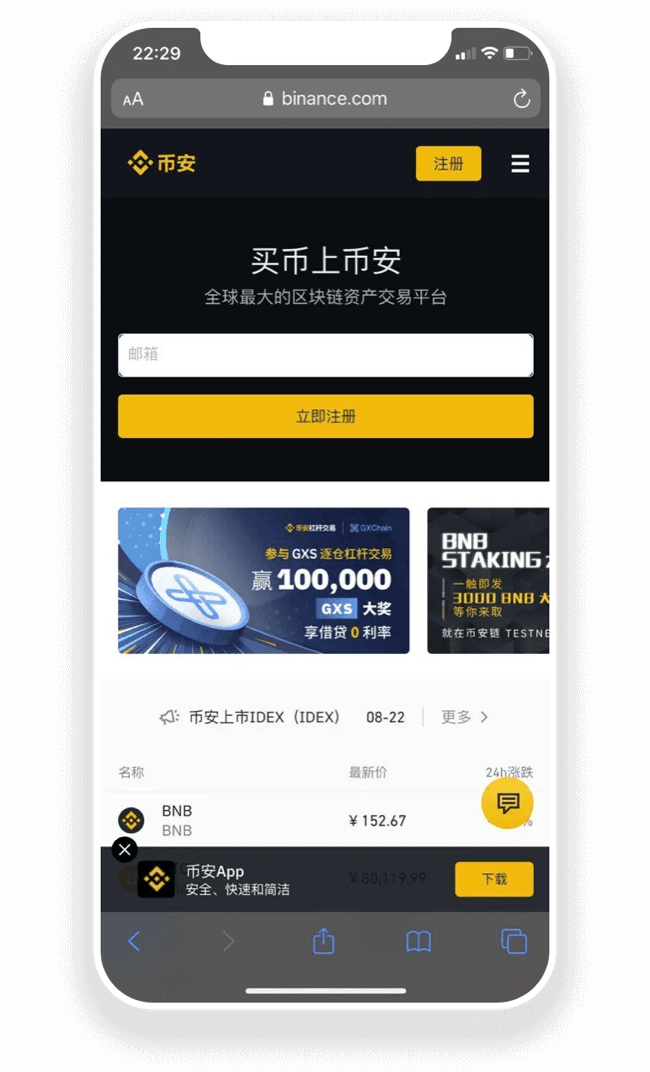 22:29
AA
binance.com
币安
注册
买币上币安
全球最大的区块链资产交易平台
邮箱
立即注册
币安杠杆交易 GXChain
参与 GXS 逐仓杠杆交易
赢 100,000
GXS 大奖
享借贷 0 利率
BNB
STAKING
一触即发
3000 BNB 大
等你来取
就在币安链 TESTNE
币安上市IDEX（IDEX） 08-22 更多
名称 最新价 24h涨跌
BNB
BNB
¥ 152.67
%
币安App
安全、快速和简洁
¥ 80,119.99
下载